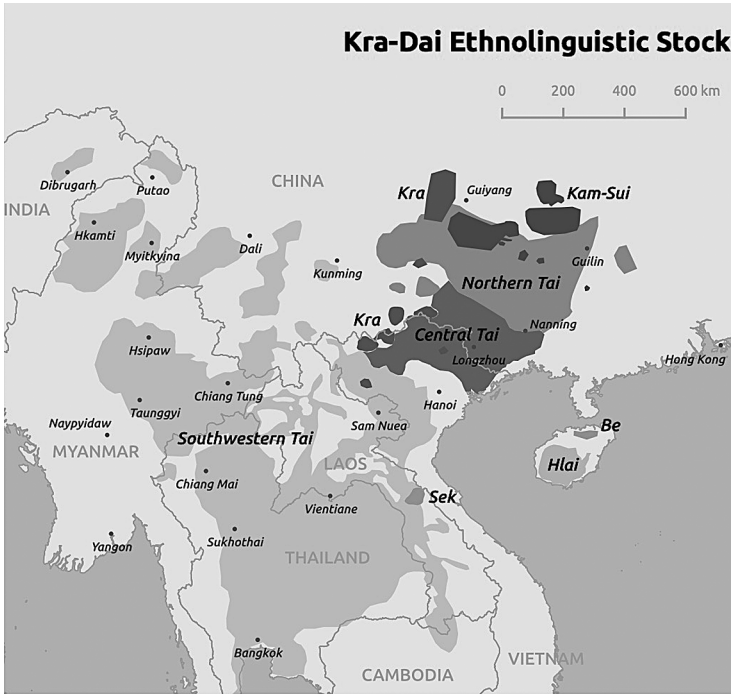 Kra-Dai Ethnolinguistic Stock
0 200 400 600 km
Dibrugarh
Putao
CHINA
INDIA
Kra
Guiyang
Kam-Sui
Hkamti
Myitkyina
Dali
Kunming
Guilin
Northern Tai
Kra
Central Tai
Nanning
Longzhou
Hong Kong
Hsipaw
Chiang Tung
Taunggyi
Hanoi
Sam Nuea
Naypyidaw
MYANMAR
Southwestern Tai
LAOS
Be
Hlai
Chiang Mai
Vientiane
Sek
Sukhothai
Yangon
THAILAND
Bangkok
CAMBODIA
VIETNAM